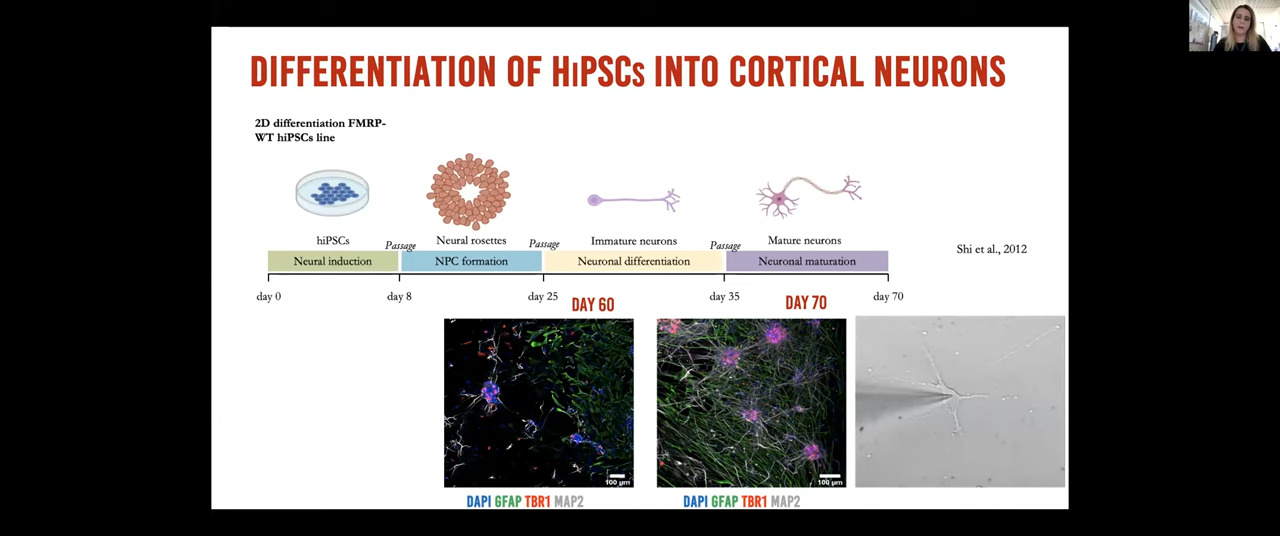 DIFFERENTIATION OF HiPSCs INTO CORTICAL NEURONS
2D differentiation FMRP-
WT hiPSCs line
hiPSCs
Passage
Neural rosettes
Passage
Immature neurons
Passage
Mature neurons
Neural induction
NPC formation
Neuronal differentiation
Neuronal maturation
Shi et al., 2012
day 0
day 8
day 25
day 35
day 70
DAY 60
DAY 70
100 μm
100 μm
DAPI GFAP TBR1 MAP2
DAPI GFAP TBR1 MAP2